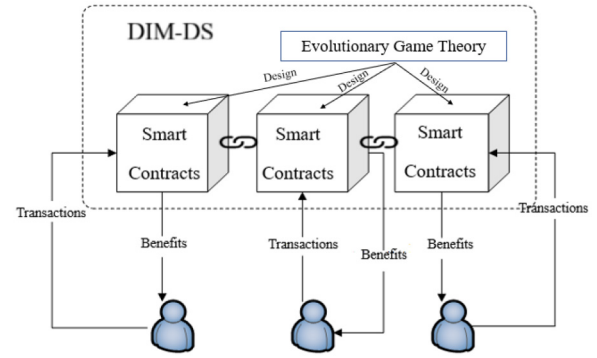 DIM-DS
Evolutionary Game Theory
Design
Design
Design
Smart
Contracts
Smart
Contracts
Smart
Contracts
Transactions
Benefits
Transactions
Benefits
Benefits
Transactions